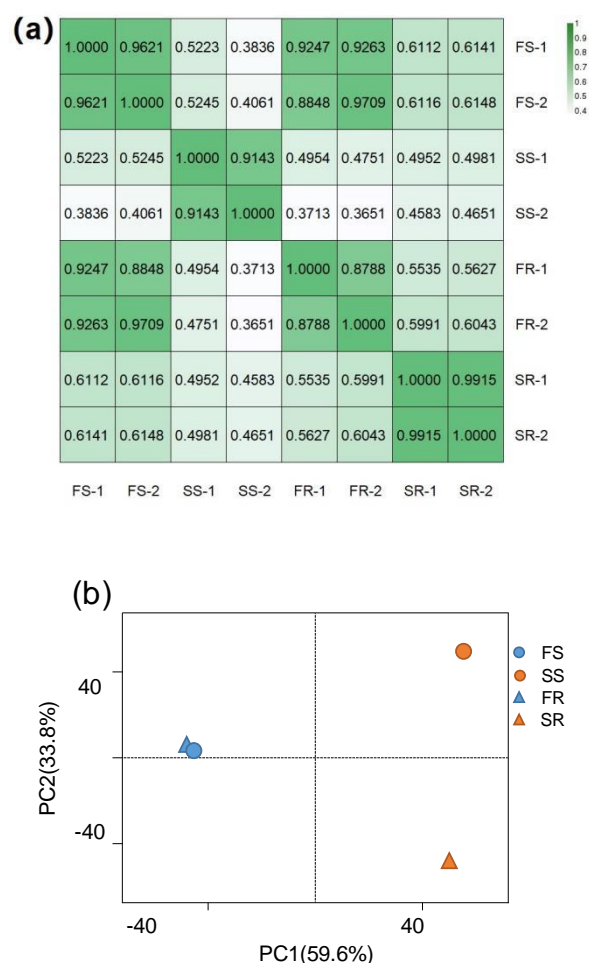 (a)
1.0000 0.9621 0.5223 0.3836 0.9247 0.9263 0.6112 0.6141 FS-1
0.9621 1.0000 0.5245 0.4061 0.8848 0.9709 0.6116 0.6148 FS-2
0.5223 0.5245 1.0000 0.9143 0.4954 0.4751 0.4952 0.4981 SS-1
0.3836 0.4061 0.9143 1.0000 0.3713 0.3651 0.4583 0.4651 SS-2
0.9247 0.8848 0.4954 0.3713 1.0000 0.8788 0.5535 0.5627 FR-1
0.9263 0.9709 0.4751 0.3651 0.8788 1.0000 0.5991 0.6043 FR-2
0.6112 0.6116 0.4952 0.4583 0.5535 0.5991 1.0000 0.9915 SR-1
0.6141 0.6148 0.4981 0.4651 0.5627 0.6043 0.9915 1.0000 SR-2
FS-1 FS-2 SS-1 SS-2 FR-1 FR-2 SR-1 SR-2
1
0.9
0.8
0.7
0.6
0.5
0.4
(b)
FS
SS
FR
SR
40
-40
PC2(33.8%)
-40 40
PC1(59.6%)